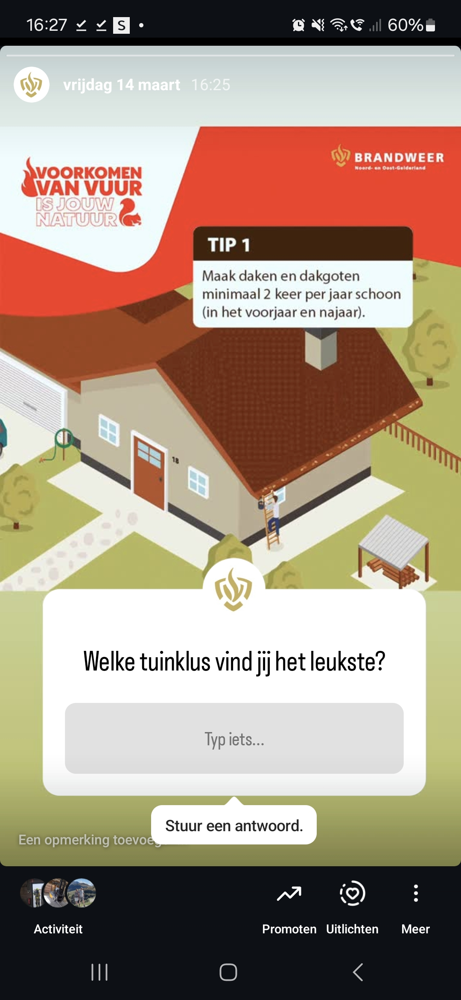 16:27
S
60%
vrijdag 14 maart 16:25
VOORKOMEN
VAN VUUR
IS JOUW
NATUUR
BRANDWEER
Noord- en Oost-Gelderland
TIP 1
Maak daken en dakgoten
minimaal 2 keer per jaar schoon
(in het voorjaar en najaar).
18
Welke tuinklus vind jij het leukste?
Typ iets...
Stuur een antwoord.
Een opmerking toevoeg
Activiteit
Promoten
Uitlichten
Meer